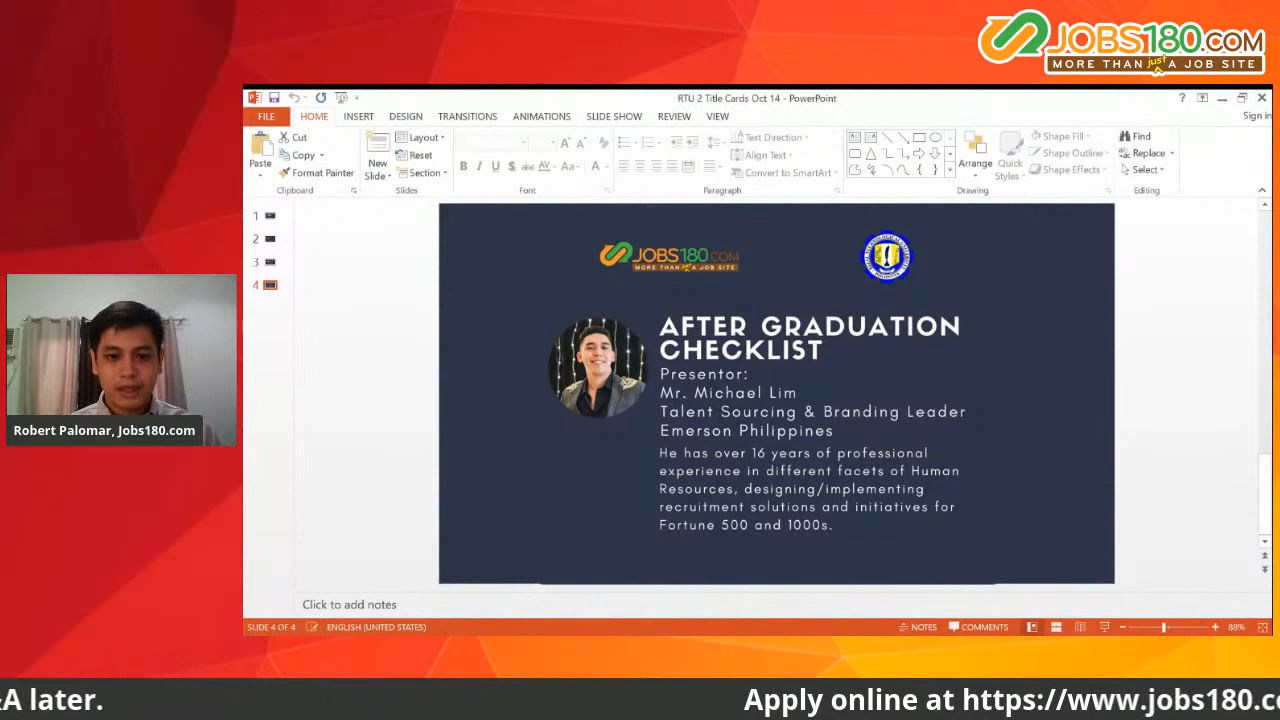 JOBS180.COM
MORE THAN just A JOB SITE
RTU 2 Title Cards Oct 14 - PowerPoint
Sign in
FILE HOME INSERT DESIGN TRANSITIONS ANIMATIONS SLIDE SHOW REVIEW VIEW
Paste
Cut
Copy
Format Painter
Clipboard
New
Slide
Layout
Reset
Section
Slides
Font
Text Direction
Align Text
Convert to SmartArt
Paragraph
Arrange
Quick
Styles
Shape Fill
Shape Outline
Shape Effects
Drawing
Find
Replace
Select
Editing
1
2
3
4
JOBS180.COM
MORE THAN just A JOB SITE
AFTER GRADUATION
CHECKLIST
Presentor:
Mr. Michael Lim
Talent Sourcing & Branding Leader
Emerson Philippines
He has over 16 years of professional
experience in different facets of Human
Resources, designing/implementing
recruitment solutions and initiatives for
Fortune 500 and 1000s.
Robert Palomar, Jobs180.com
Click to add notes
SLIDE 4 OF 4 ENGLISH (UNITED STATES) NOTES COMMENTS 88%
&A later. Apply online at https://www.jobs180.c